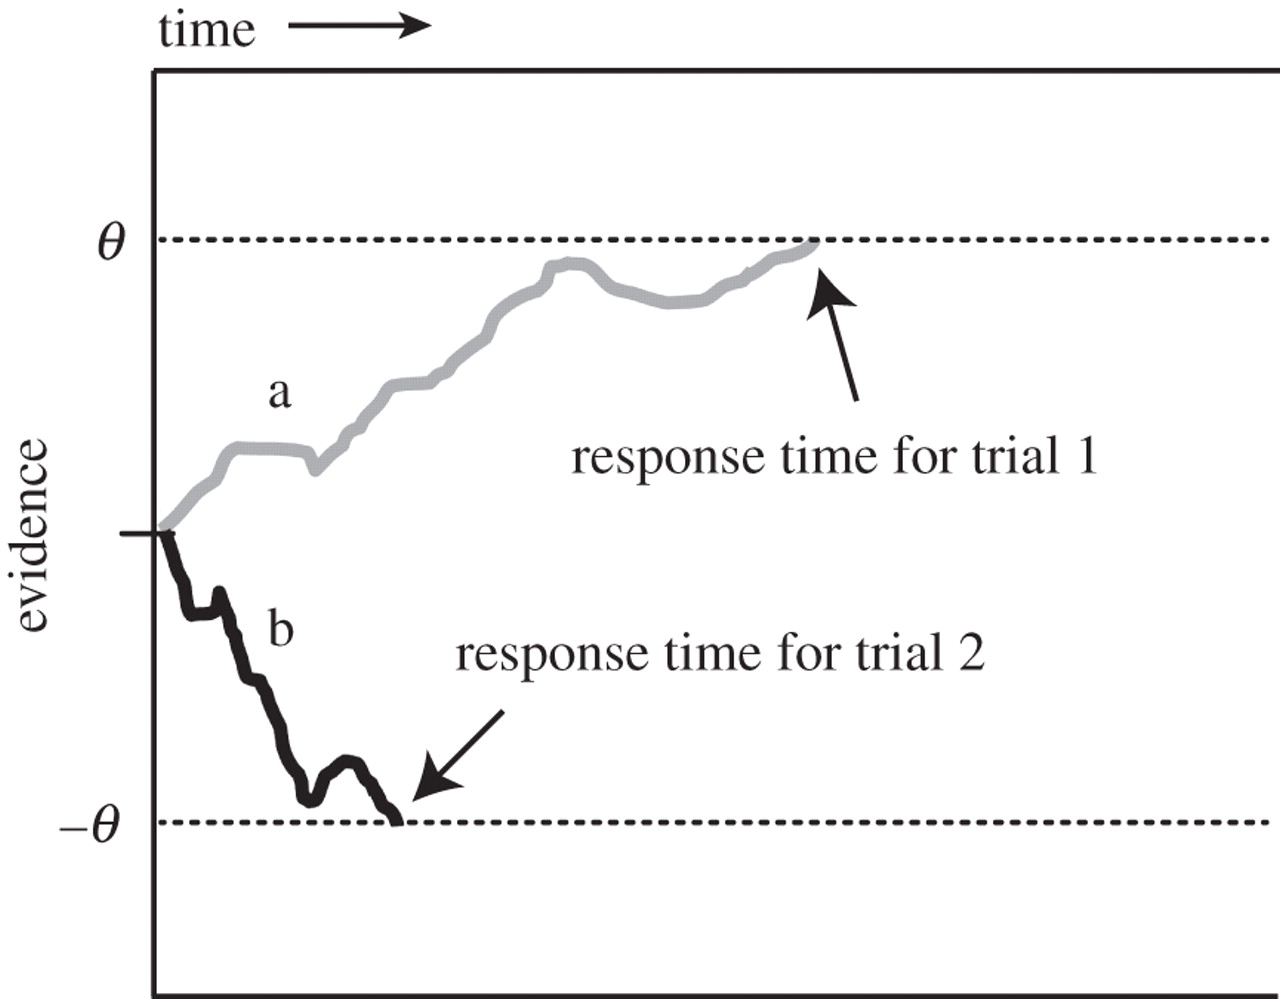 time
θ
a
response time for trial 1
evidence
b
response time for trial 2
–θ